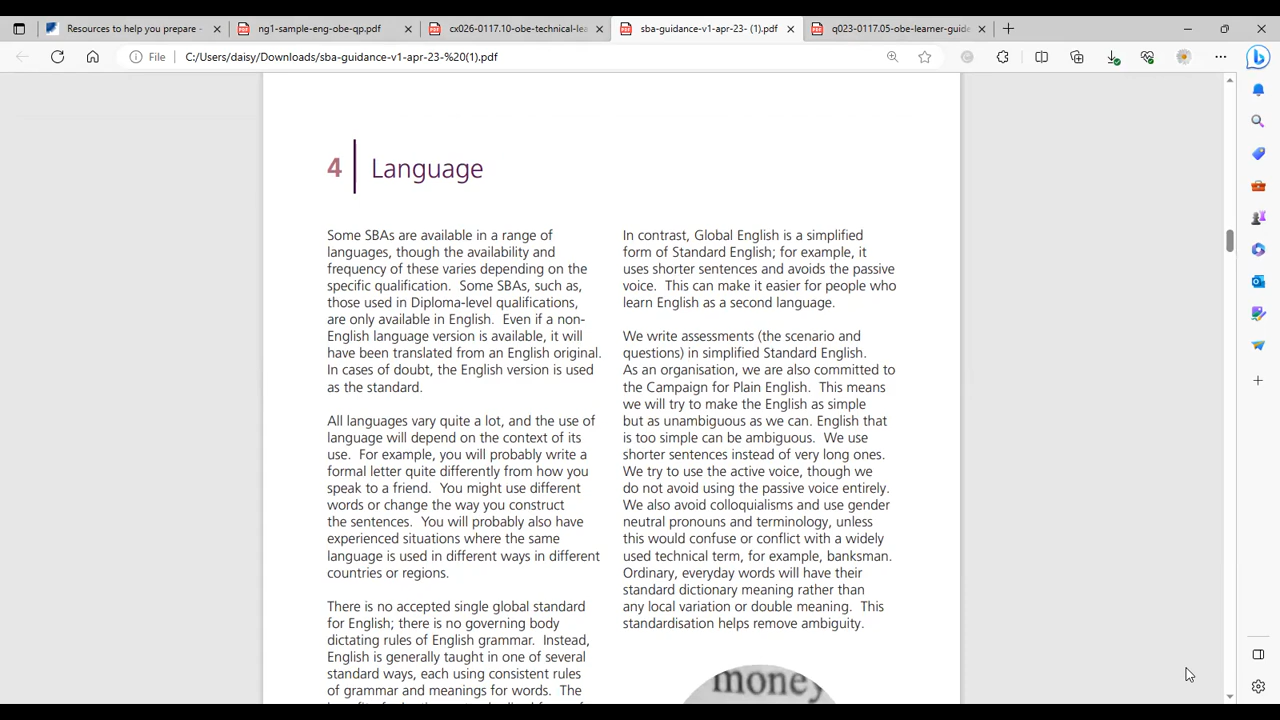 Resources to help you prepare -
ng1-sample-eng-obe-qp.pdf
cx026-0117.10-obe-technical-lea
sba-guidance-v1-apr-23- (1).pdf
q023-0117.05-obe-learner-guide
File
C:/Users/daisy/Downloads/sba-guidance-v1-apr-23-%20(1).pdf
4
Language
Some SBAs are available in a range of
languages, though the availability and
frequency of these varies depending on the
specific qualification. Some SBAs, such as,
those used in Diploma-level qualifications,
are only available in English. Even if a non-
English language version is available, it will
have been translated from an English original.
In cases of doubt, the English version is used
as the standard.
All languages vary quite a lot, and the use of
language will depend on the context of its
use. For example, you will probably write a
formal letter quite differently from how you
speak to a friend. You might use different
words or change the way you construct
the sentences. You will probably also have
experienced situations where the same
language is used in different ways in different
countries or regions.
There is no accepted single global standard
for English; there is no governing body
dictating rules of English grammar. Instead,
English is generally taught in one of several
standard ways, each using consistent rules
of grammar and meanings for words. The
In contrast, Global English is a simplified
form of Standard English; for example, it
uses shorter sentences and avoids the passive
voice. This can make it easier for people who
learn English as a second language.
We write assessments (the scenario and
questions) in simplified Standard English.
As an organisation, we are also committed to
the Campaign for Plain English. This means
we will try to make the English as simple
but as unambiguous as we can. English that
is too simple can be ambiguous. We use
shorter sentences instead of very long ones.
We try to use the active voice, though we
do not avoid using the passive voice entirely.
We also avoid colloquialisms and use gender
neutral pronouns and terminology, unless
this would confuse or conflict with a widely
used technical term, for example, banksman.
Ordinary, everyday words will have their
standard dictionary meaning rather than
any local variation or double meaning. This
standardisation helps remove ambiguity.
money